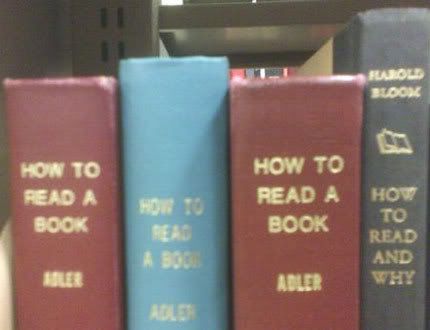 HOW TO
READ A
BOOK
ADLER
HOW TO
READ
A BOOK
ADLER
HOW TO
READ A
BOOK
ADLER
HAROLD
BLOOM
HOW
TO
READ
AND
WHY